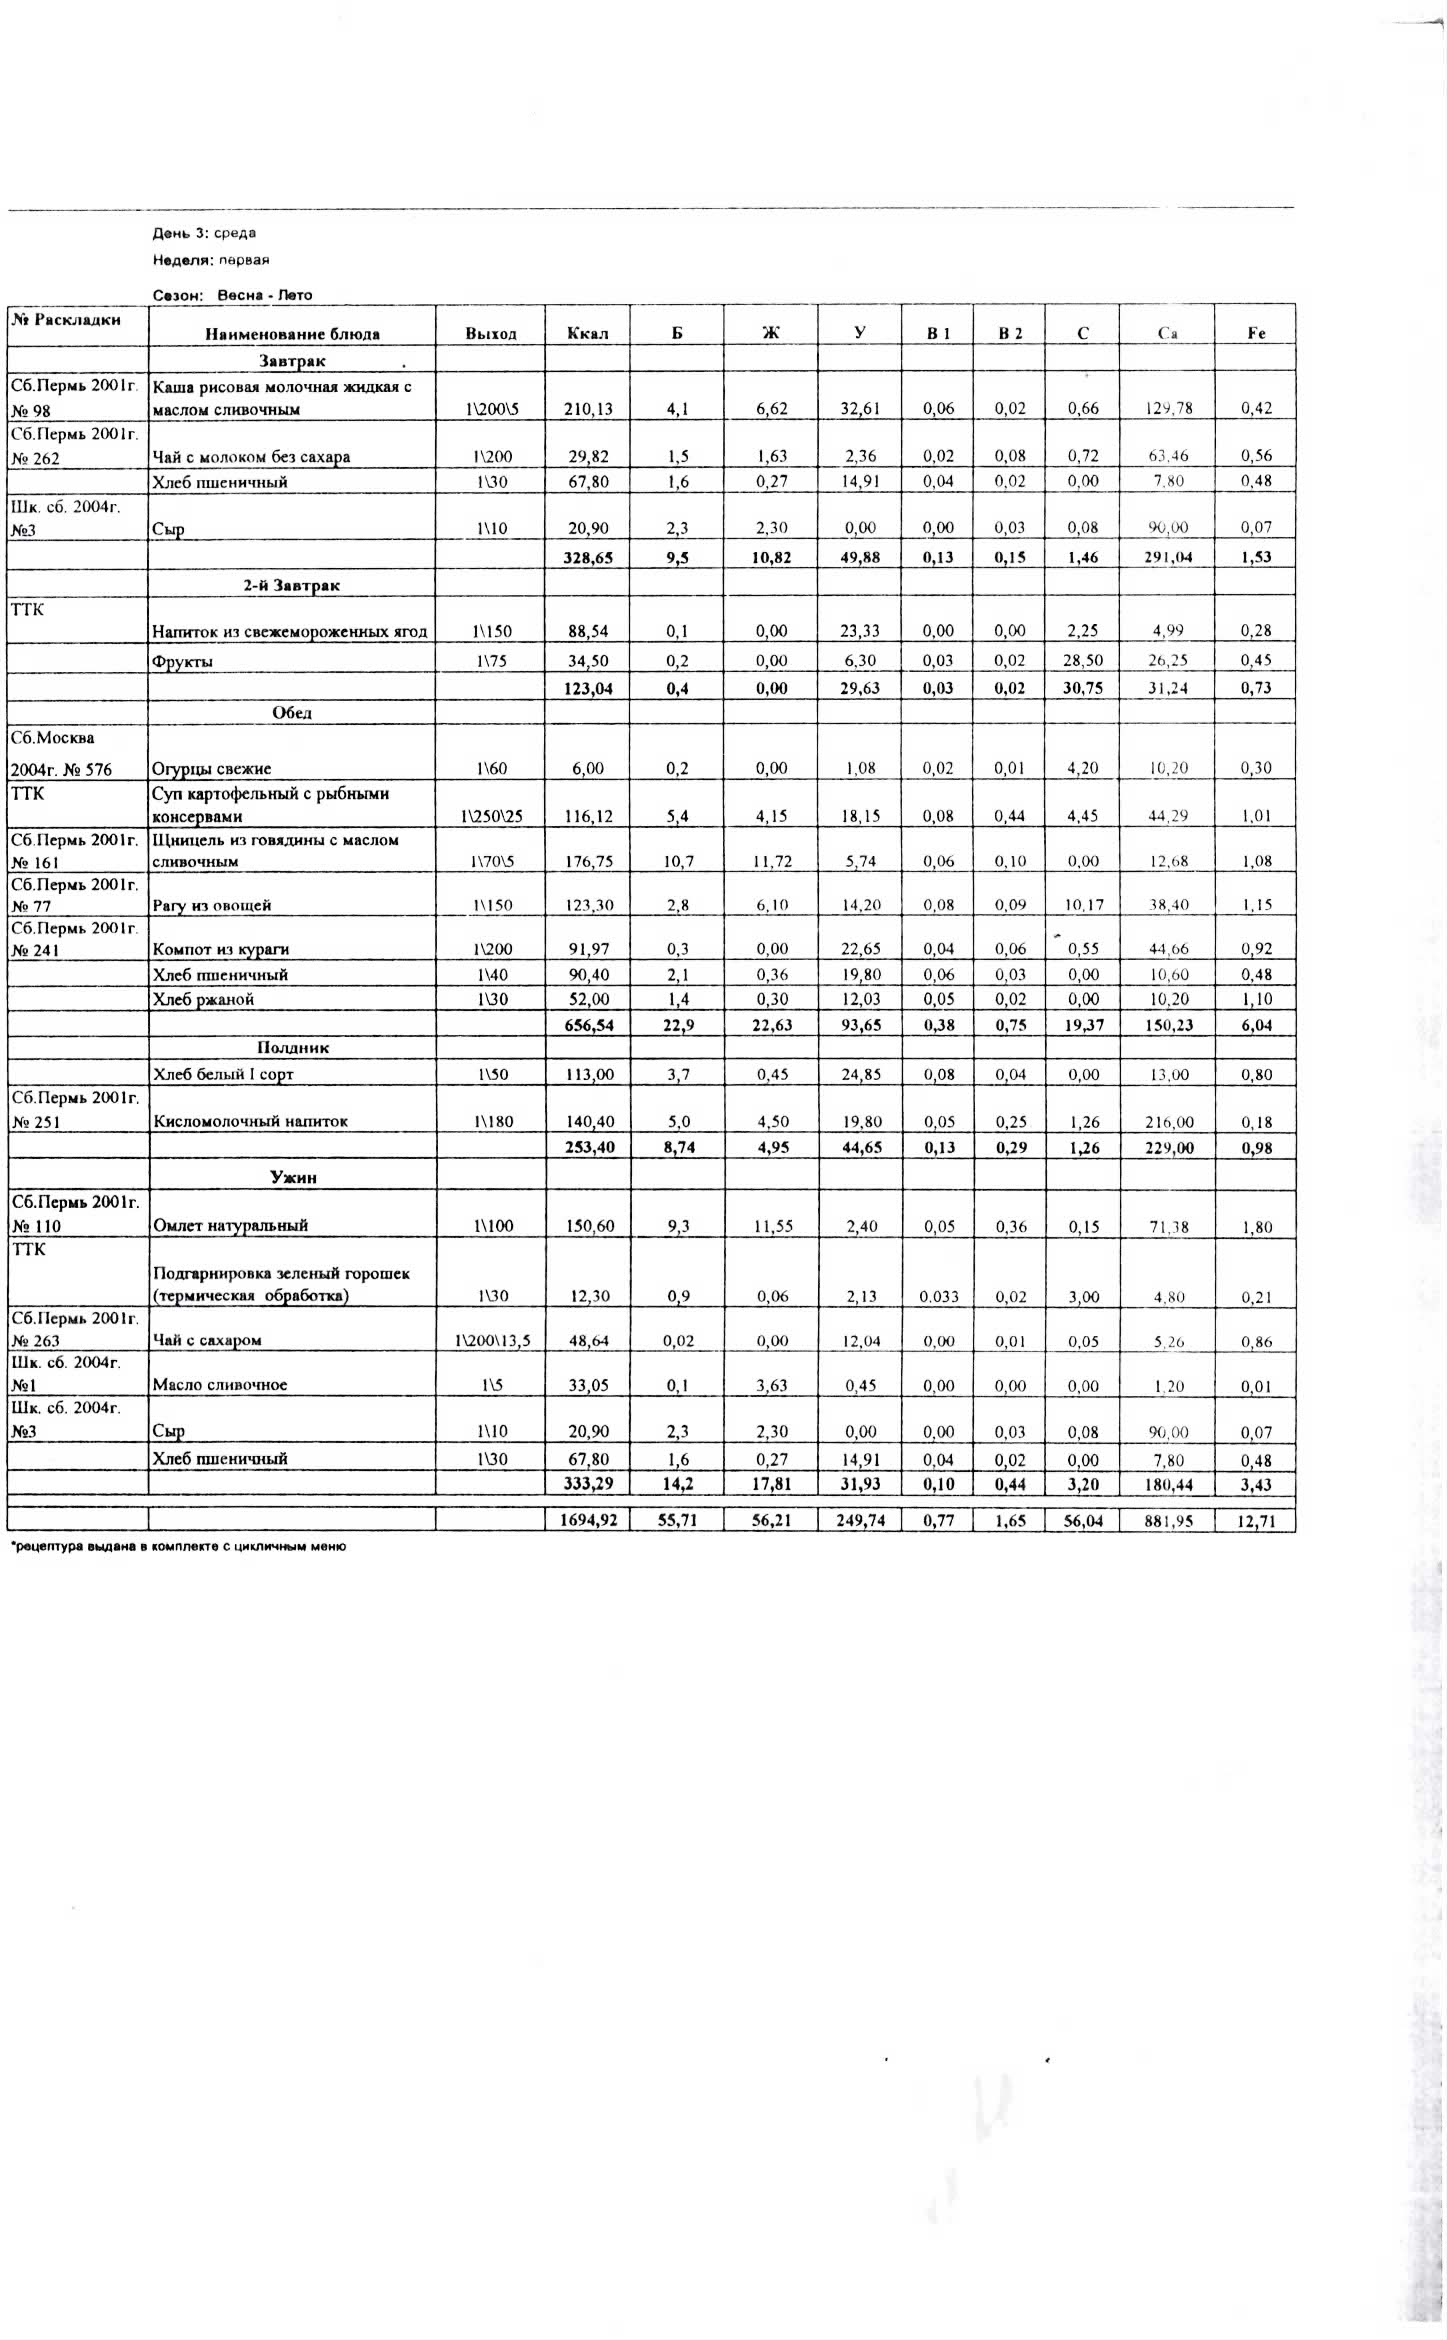 День 3: среда
Неделя: первая
Сезон: Весна - Лето
№ Раскладки Наименование блюда Выход Ккал Б Ж У В 1 В 2 С Са Fe
Завтрак
Сб.Пермь 2001г. Каша рисовая молочная жидкая с
№ 98 маслом сливочным 1\200\5 210,13 4,1 6,62 32,61 0,06 0,02 0,66 129,78 0,42
Сб.Пермь 2001г.
№ 262 Чай с молоком без сахара 1\200 29,82 1,5 1,63 2,36 0,02 0,08 0,72 63,46 0,56
Хлеб пшеничный 1\30 67,80 1,6 0,27 14,91 0,04 0,02 0,00 7,80 0,48
Шк. сб. 2004г.
№3 Сыр 1\10 20,90 2,3 2,30 0,00 0,00 0,03 0,08 90,00 0,07
328,65 9,5 10,82 49,88 0,13 0,15 1,46 291,04 1,53
2-й Завтрак
ТТК
Напиток из свежемороженных ягод 1\150 88,54 0,1 0,00 23,33 0,00 0,00 2,25 4,99 0,28
Фрукты 1\75 34,50 0,2 0,00 6,30 0,03 0,02 28,50 26,25 0,45
123,04 0,4 0,00 29,63 0,03 0,02 30,75 31,24 0,73
Обед
Сб.Москва
2004г. № 576 Огурцы свежие 1\60 6,00 0,2 0,00 1,08 0,02 0,01 4,20 10,20 0,30
ТТК Суп картофельный с рыбными
консервами 1\250\25 116,12 5,4 4,15 18,15 0,08 0,44 4,45 44,29 1,01
Сб.Пермь 2001г. Щницель из говядины с маслом
№ 161 сливочным 1\70\5 176,75 10,7 11,72 5,74 0,06 0,10 0,00 12,68 1,08
Сб.Пермь 2001г.
№ 77 Рагу из овощей 1\150 123,30 2,8 6,10 14,20 0,08 0,09 10,17 38,40 1,15
Сб.Пермь 2001г.
№ 241 Компот из кураги 1\200 91,97 0,3 0,00 22,65 0,04 0,06 0,55 44,66 0,92
Хлеб пшеничный 1\40 90,40 2,1 0,36 19,80 0,06 0,03 0,00 10,60 0,48
Хлеб ржаной 1\30 52,00 1,4 0,30 12,03 0,05 0,02 0,00 10,20 1,10
656,54 22,9 22,63 93,65 0,38 0,75 19,37 150,23 6,04
Полдник
Хлеб белый I сорт 1\50 113,00 3,7 0,45 24,85 0,08 0,04 0,00 13,00 0,80
Сб.Пермь 2001г.
№ 251 Кисломолочный напиток 1\180 140,40 5,0 4,50 19,80 0,05 0,25 1,26 216,00 0,18
253,40 8,74 4,95 44,65 0,13 0,29 1,26 229,00 0,98
Ужин
Сб.Пермь 2001г.
№ 110 Омлет натуральный 1\100 150,60 9,3 11,55 2,40 0,05 0,36 0,15 71,38 1,80
ТТК
Подгарнировка зеленый горошек
(термическая обработка) 1\30 12,30 0,9 0,06 2,13 0.033 0,02 3,00 4,80 0,21
Сб.Пермь 2001г.
№ 263 Чай с сахаром 1\200\13,5 48,64 0,02 0,00 12,04 0,00 0,01 0,05 5,26 0,86
Шк. сб. 2004г.
№1 Масло сливочное 1\5 33,05 0,1 3,63 0,45 0,00 0,00 0,00 1,20 0,01
Шк. сб. 2004г.
№3 Сыр 1\10 20,90 2,3 2,30 0,00 0,00 0,03 0,08 90,00 0,07
Хлеб пшеничный 1\30 67,80 1,6 0,27 14,91 0,04 0,02 0,00 7,80 0,48
333,29 14,2 17,81 31,93 0,10 0,44 3,20 180,44 3,43
1694,92 55,71 56,21 249,74 0,77 1,65 56,04 881,95 12,71
*рецептура выдана в комплекте с цикличным меню